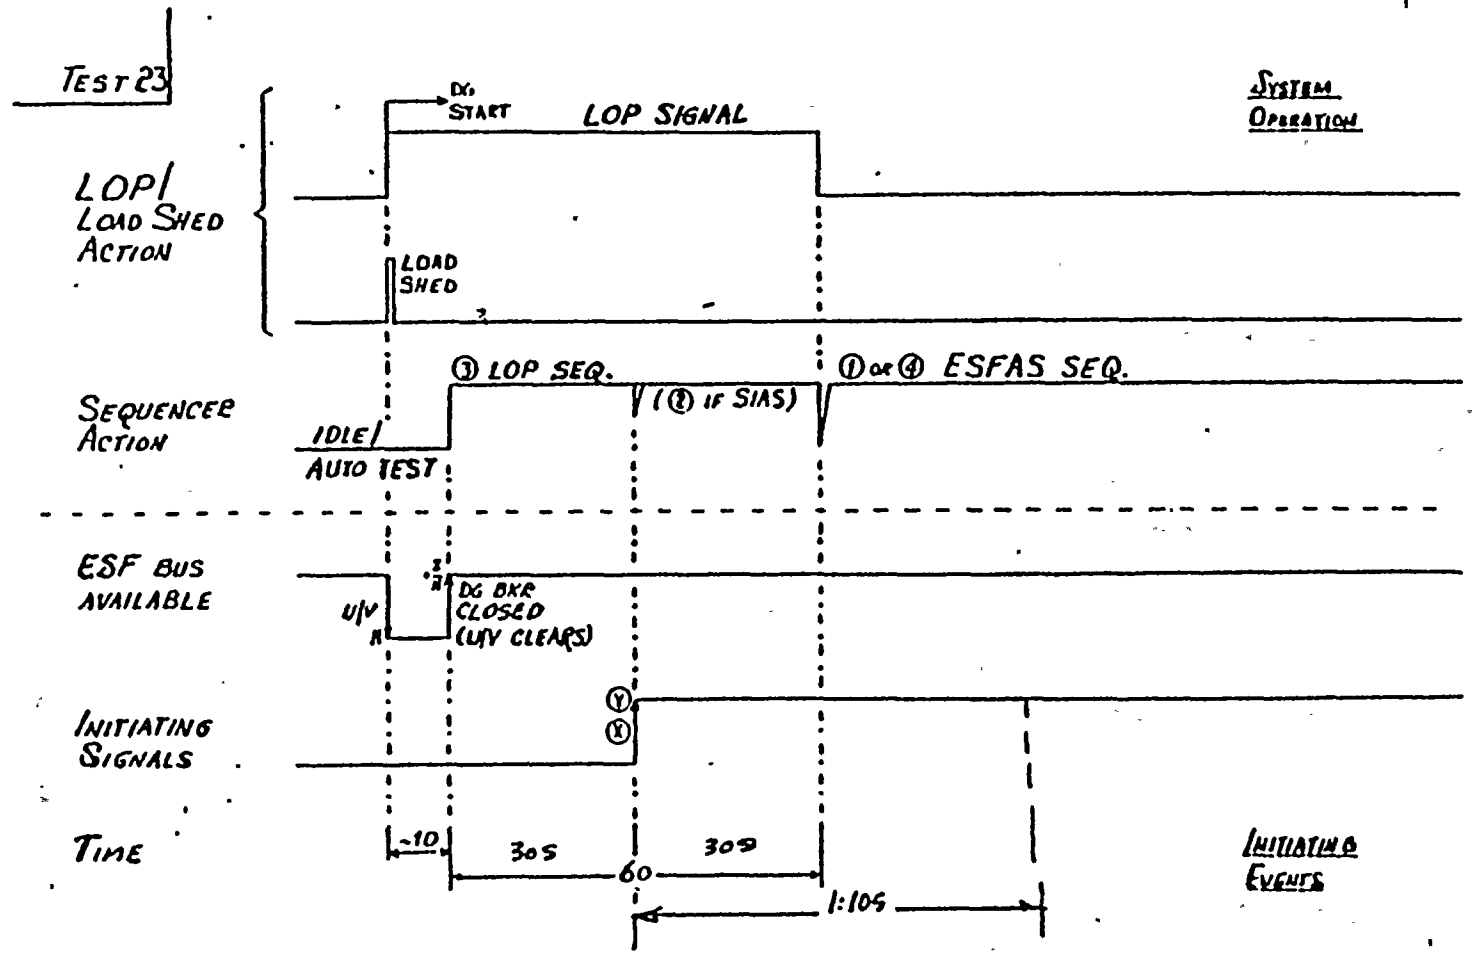 TEST 23
SYSTEM
OPERATION
DG
START
LOP SIGNAL
LOP/
LOAD SHED
ACTION
LOAD
SHED
③ LOP SEQ.
(② IF SIAS)
① OR ④ ESFAS SEQ.
SEQUENCER
ACTION
IDLE/
AUTO TEST
ESF BUS
AVAILABLE
U/V
DG BKR
CLOSED
(U/V CLEARS)
INITIATING
SIGNALS
Ⓨ
Ⓧ
TIME
~10
30S
30S
60
1:10S
INITIATING
EVENTS